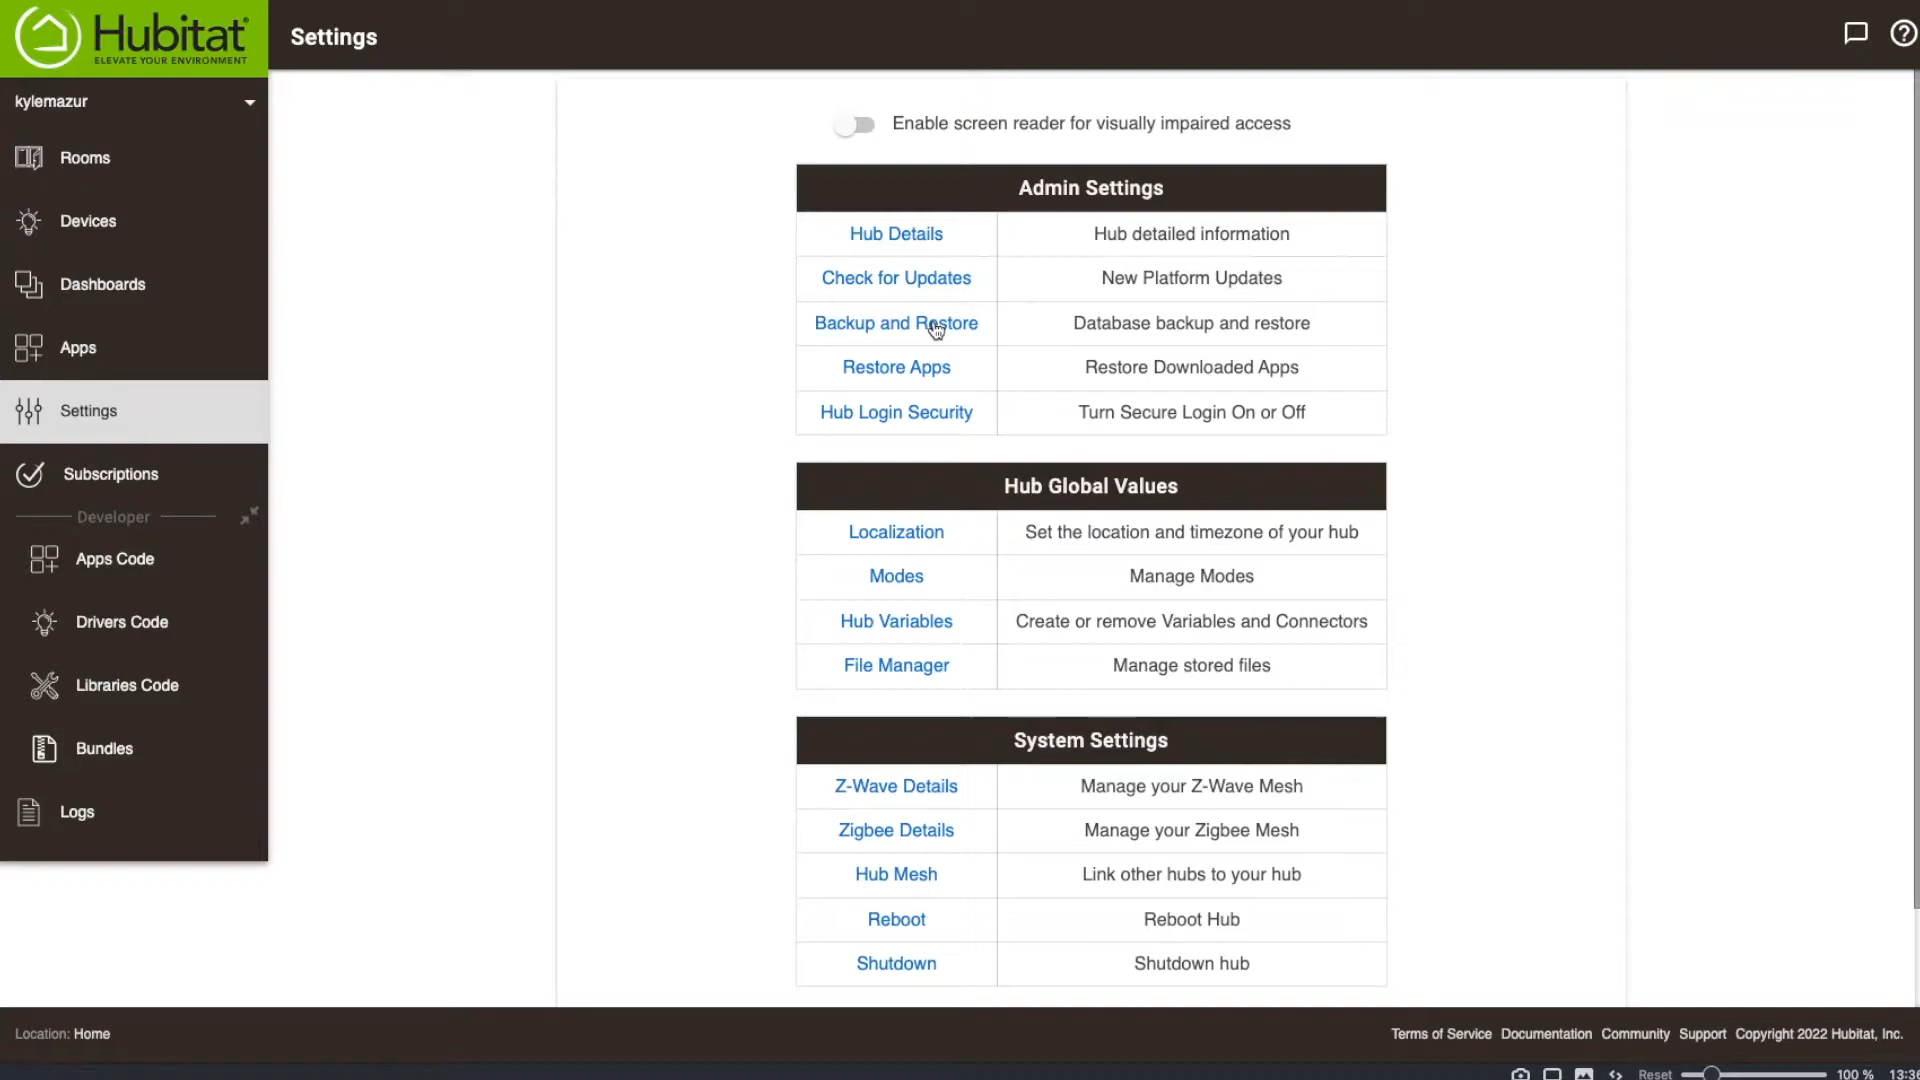 Hubitat®
ELEVATE YOUR ENVIRONMENT
Settings
kylemazur
Rooms
Devices
Dashboards
Apps
Settings
Subscriptions
Developer
Apps Code
Drivers Code
Libraries Code
Bundles
Logs
Enable screen reader for visually impaired access
Admin Settings
Hub Details Hub detailed information
Check for Updates New Platform Updates
Backup and Restore Database backup and restore
Restore Apps Restore Downloaded Apps
Hub Login Security Turn Secure Login On or Off
Hub Global Values
Localization Set the location and timezone of your hub
Modes Manage Modes
Hub Variables Create or remove Variables and Connectors
File Manager Manage stored files
System Settings
Z-Wave Details Manage your Z-Wave Mesh
Zigbee Details Manage your Zigbee Mesh
Hub Mesh Link other hubs to your hub
Reboot Reboot Hub
Shutdown Shutdown hub
Location: Home
Terms of Service Documentation Community Support Copyright 2022 Hubitat, Inc.
Reset 100 % 13:36